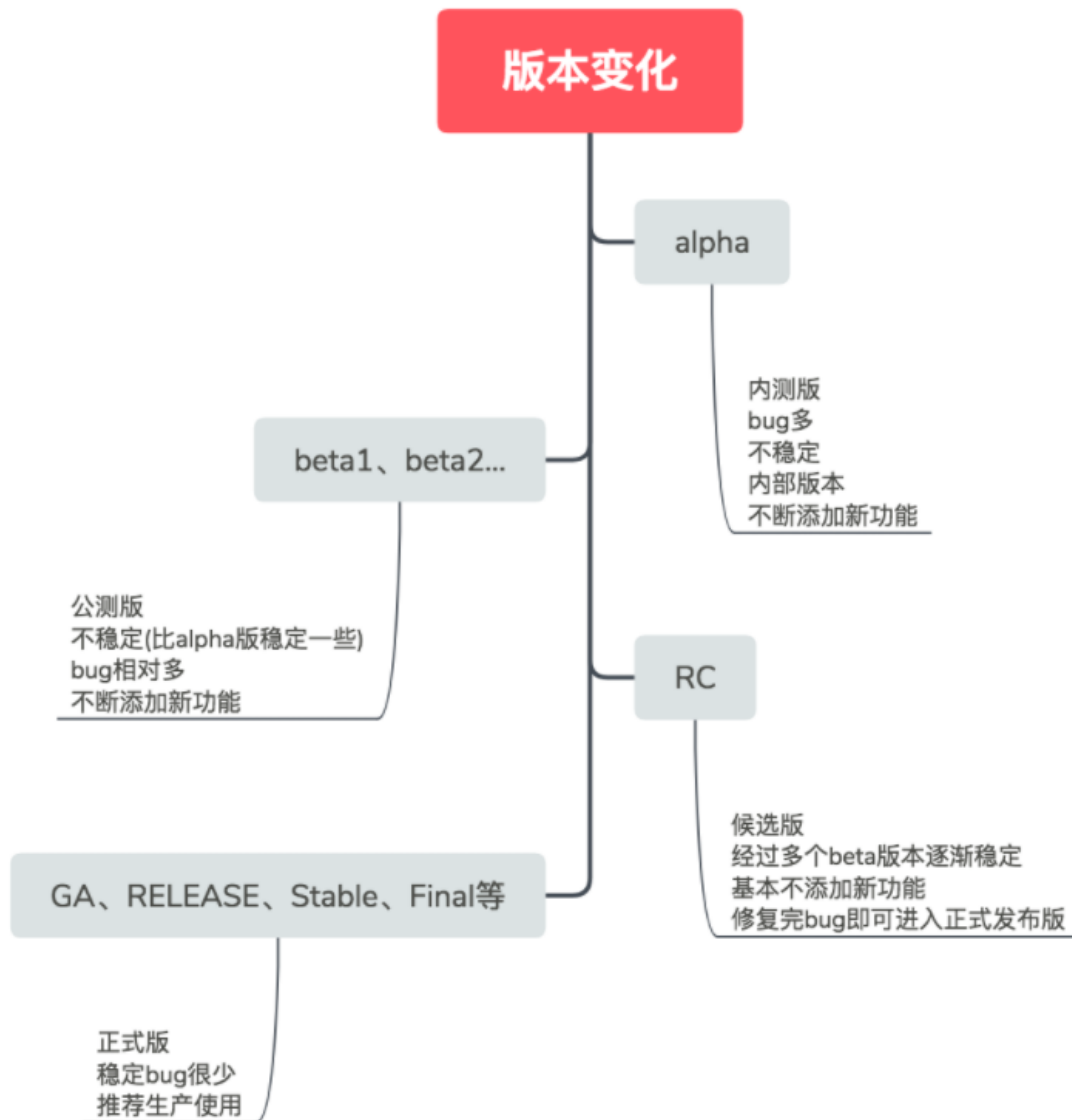 版本变化
alpha
内测版
bug多
不稳定
内部版本
不断添加新功能
beta1、beta2...
公测版
不稳定(比alpha版稳定一些)
bug相对多
不断添加新功能
RC
候选版
经过多个beta版本逐渐稳定
基本不添加新功能
修复完bug即可进入正式发布版
GA、RELEASE、Stable、Final等
正式版
稳定bug很少
推荐生产使用